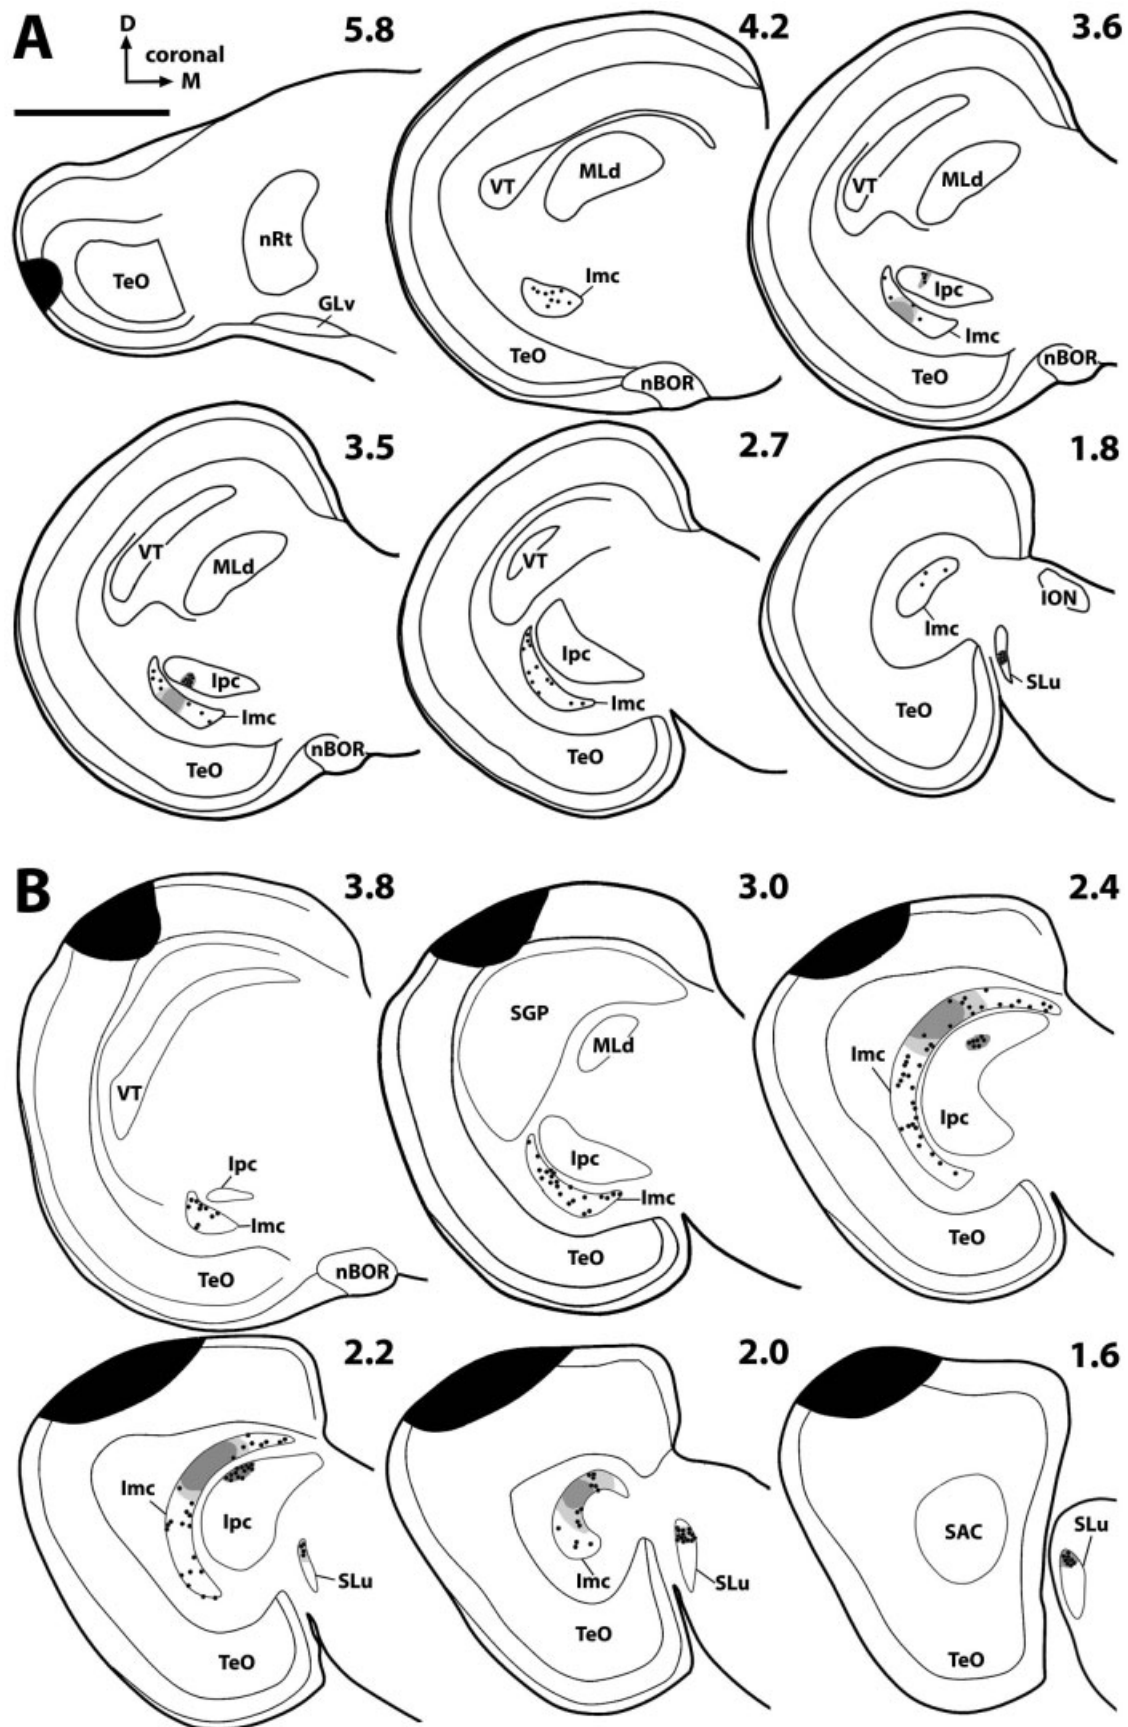 A
D
coronal
M
5.8
nRt
TeO
GLv
4.2
VT
MLd
Imc
TeO
nBOR
3.6
VT
MLd
Ipc
Imc
nBOR
TeO
3.5
VT
MLd
Ipc
Imc
nBOR
TeO
2.7
VT
Ipc
Imc
TeO
1.8
ION
Imc
SLu
TeO
B
3.8
VT
Ipc
Imc
TeO
nBOR
3.0
SGP
MLd
Ipc
Imc
TeO
2.4
Imc
Ipc
TeO
2.2
Imc
Ipc
SLu
TeO
2.0
Imc
SLu
TeO
1.6
SLu
SAC
TeO